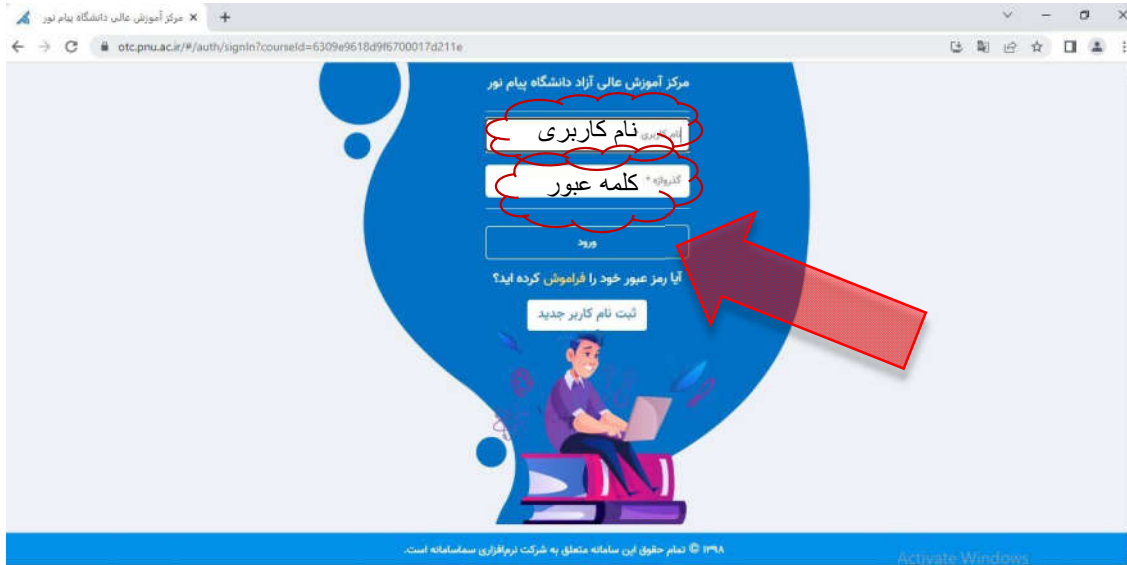 مرکز آموزش عالی دانشگاه پیام نور
otc.pnu.ac.ir/#/auth/signIn?courseId=6309e9618d9f6700017d211e
مرکز آموزش عالی آزاد دانشگاه پیام نور
نام کاربری
نام کاربری
گذرواژه *
کلمه عبور
ورود
آیا رمز عبور خود را فراموش کرده اید؟
ثبت نام کاربر جدید
۱۳۹۸ © تمام حقوق این سامانه متعلق به شرکت نرم‌افزاری سماسامانه است.
Activate Windows